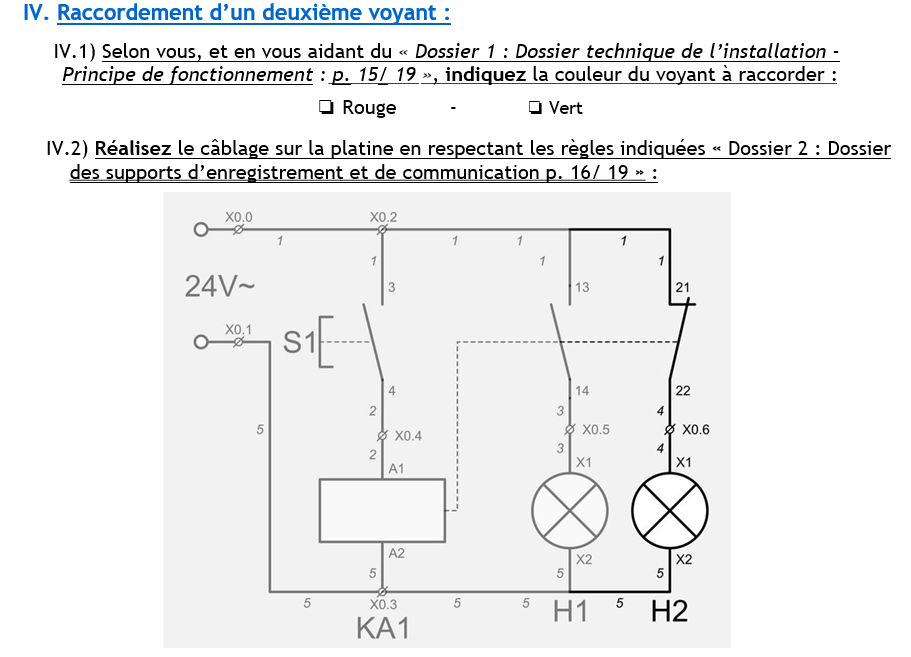 IV. Raccordement d’un deuxième voyant :
IV.1) Selon vous, et en vous aidant du « Dossier 1 : Dossier technique de l’installation -
Principe de fonctionnement : p. 15/ 19 », indiquez la couleur du voyant à raccorder :
❏ Rouge - ❏ Vert
IV.2) Réalisez le câblage sur la platine en respectant les règles indiquées « Dossier 2 : Dossier
des supports d’enregistrement et de communication p. 16/ 19 » :
X0.0 X0.2
1 1 1 1
1 1 1
24V~ 3 13 21
X0.1
S1
4 14 22
2 3 4
5 X0.4 X0.5 X0.6
2 3 4
A1 X1 X1
A2 X2 X2
5 5 5
5 X0.3 5 5 5
KA1 H1 H2